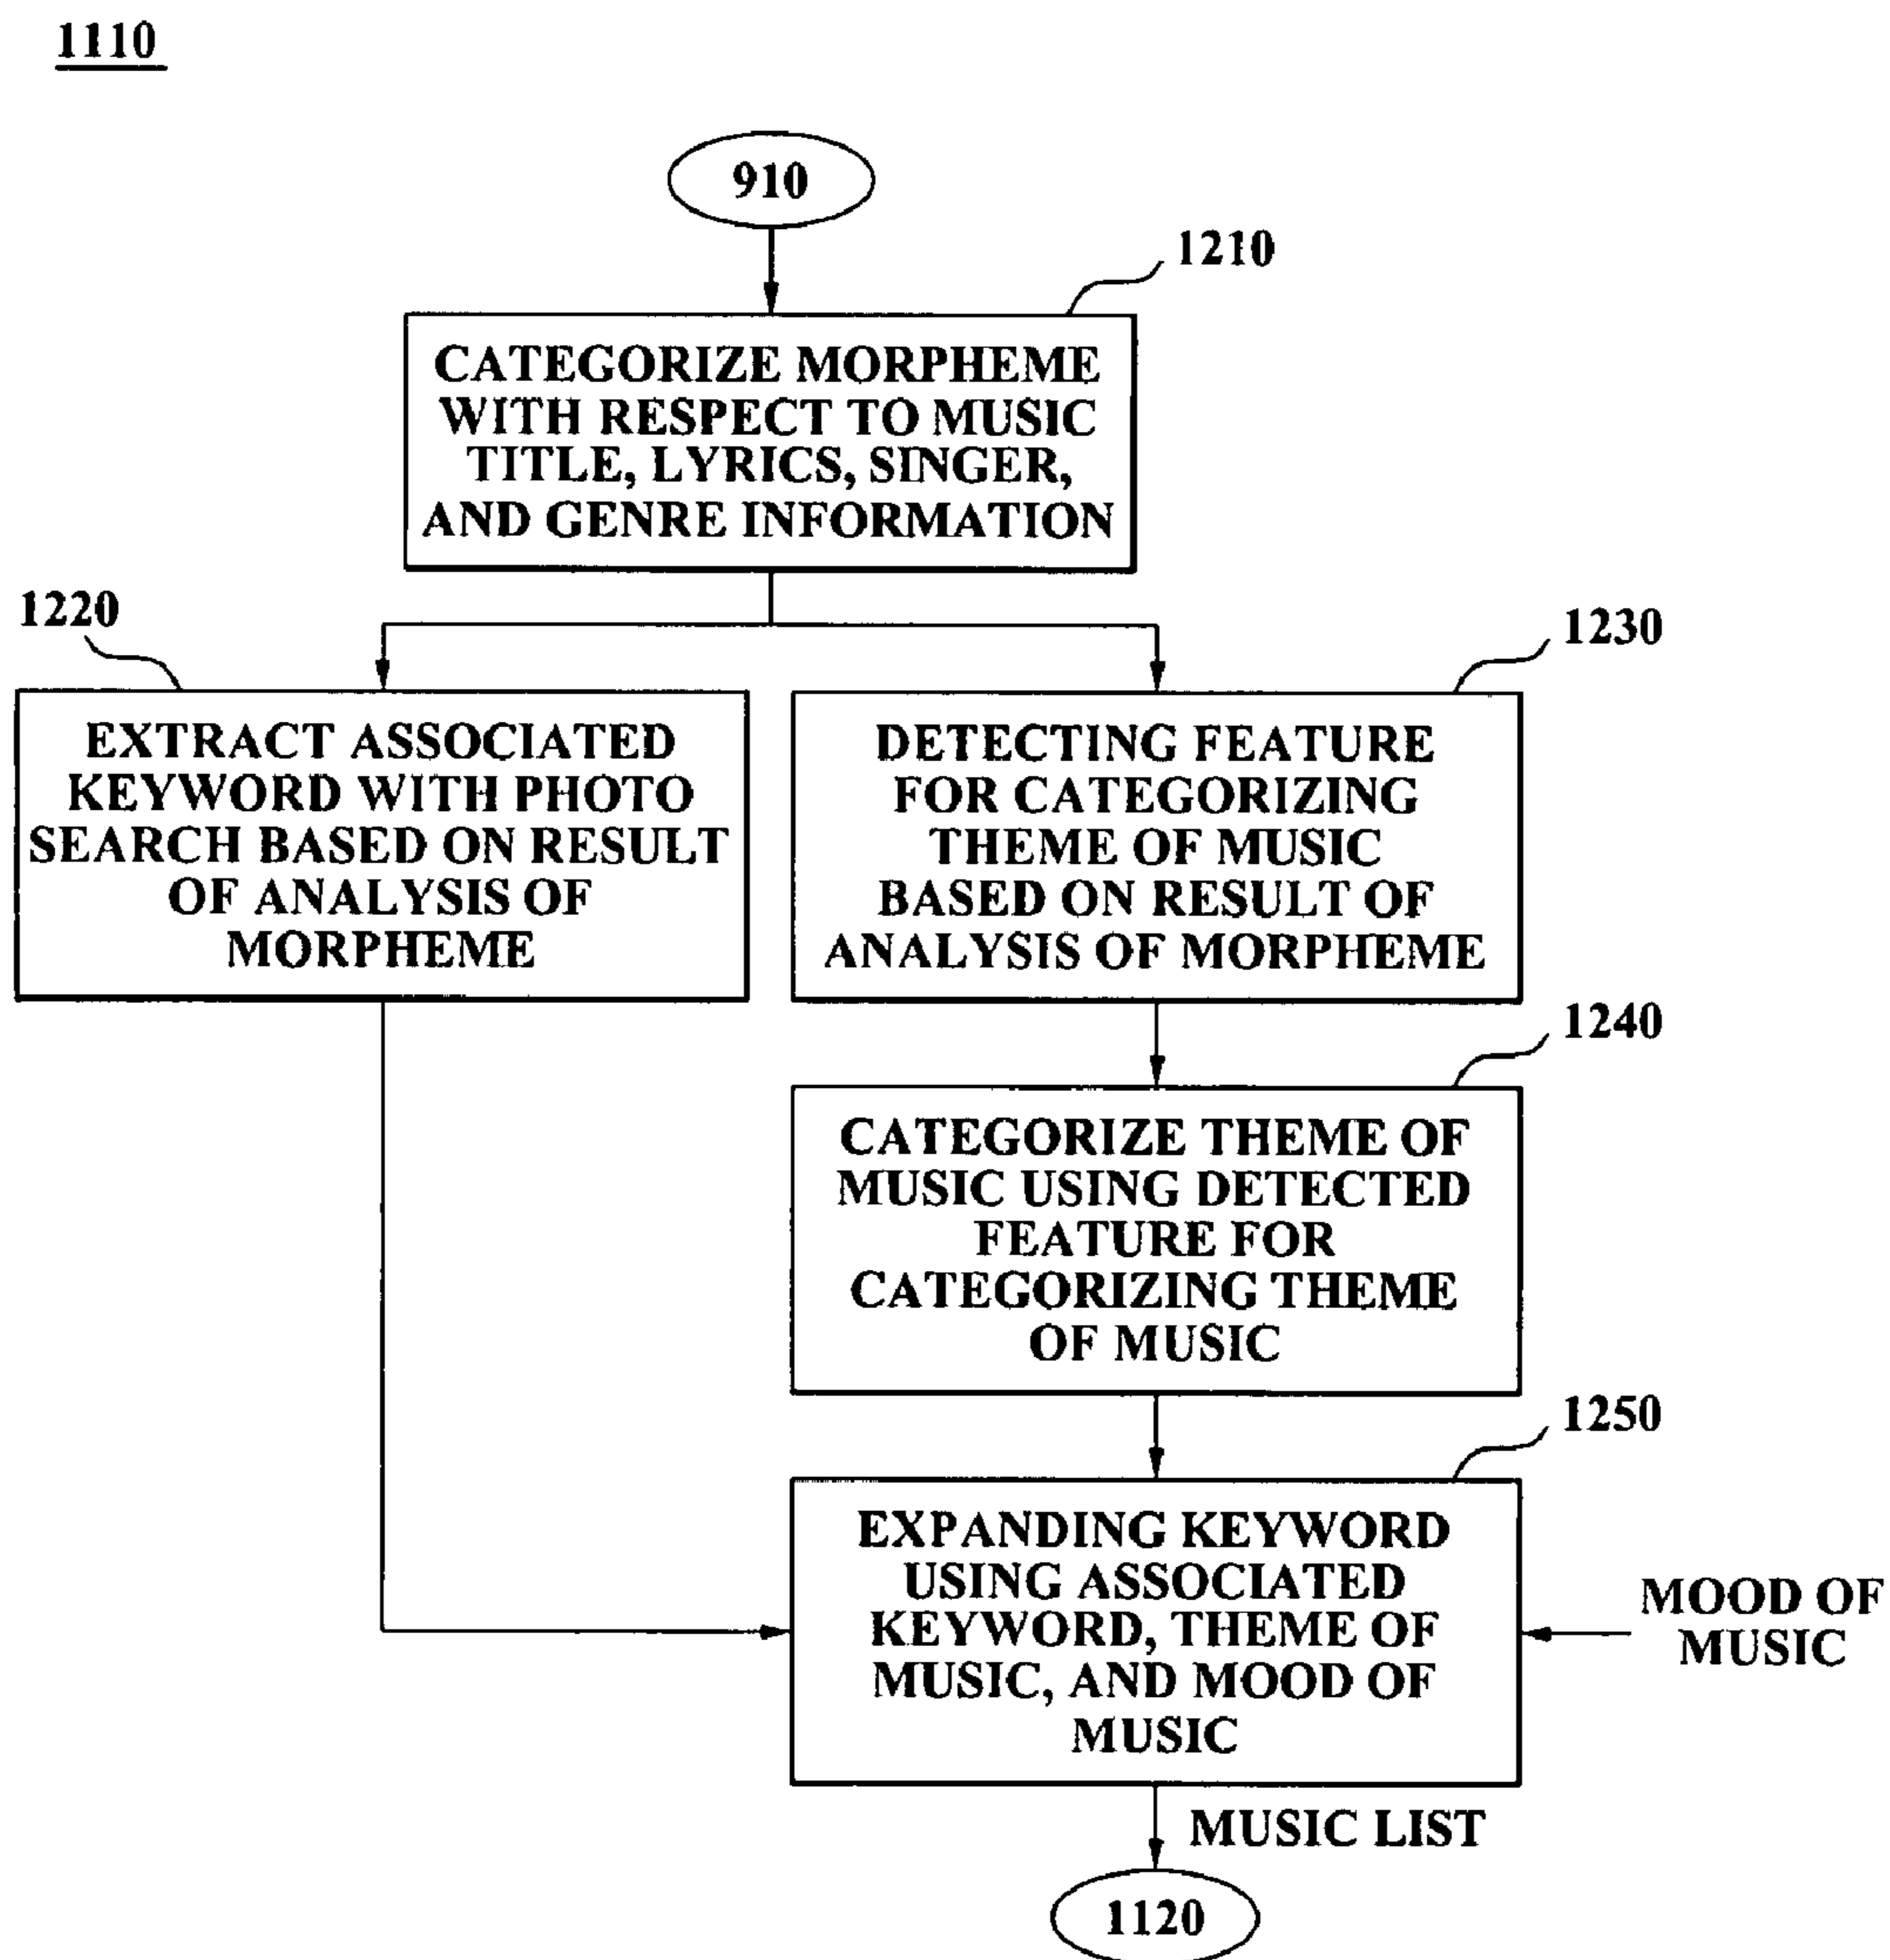 1110
910
1210
CATEGORIZE MORPHEME
WITH RESPECT TO MUSIC
TITLE, LYRICS, SINGER,
AND GENRE INFORMATION
1220
EXTRACT ASSOCIATED
KEYWORD WITH PHOTO
SEARCH BASED ON RESULT
OF ANALYSIS OF
MORPHEME
1230
DETECTING FEATURE
FOR CATEGORIZING
THEME OF MUSIC
BASED ON RESULT OF
ANALYSIS OF MORPHEME
1240
CATEGORIZE THEME OF
MUSIC USING DETECTED
FEATURE FOR
CATEGORIZING THEME
OF MUSIC
1250
EXPANDING KEYWORD
USING ASSOCIATED
KEYWORD, THEME OF
MUSIC, AND MOOD OF
MUSIC
MOOD OF
MUSIC
MUSIC LIST
1120